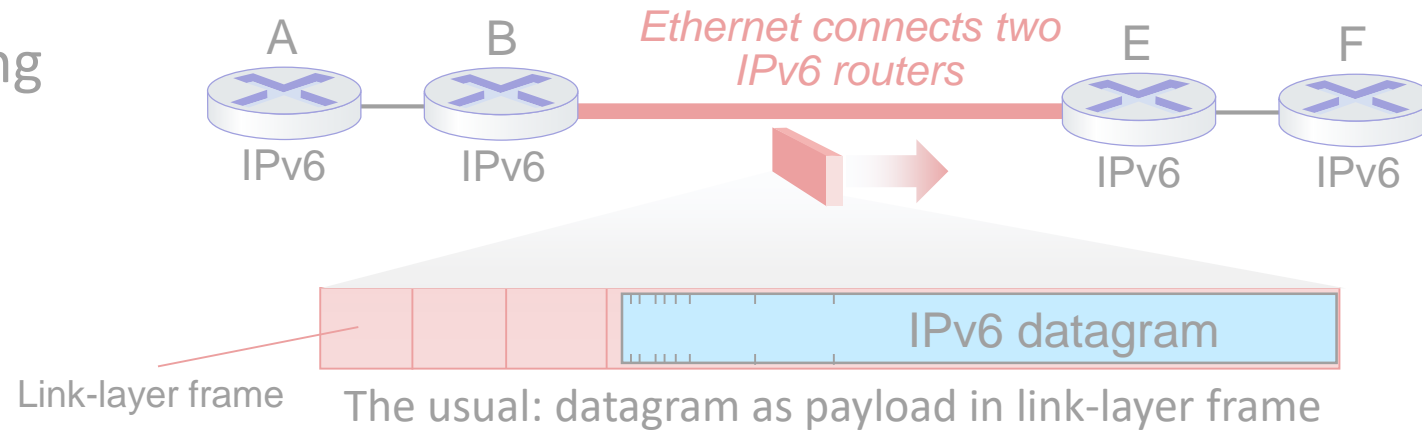 ng
A
B
Ethernet connects two
IPv6 routers
E
F
IPv6
IPv6
IPv6
IPv6
IPv6 datagram
Link-layer frame
The usual: datagram as payload in link-layer frame